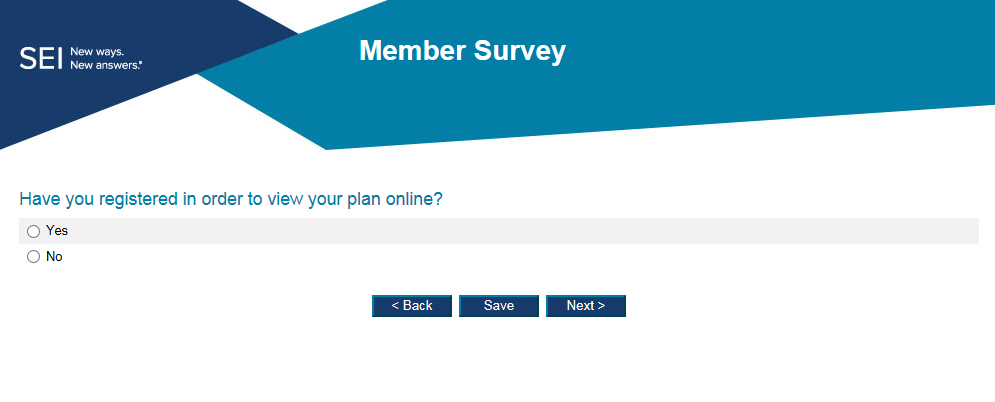 SEI New ways.
New answers.®
Member Survey
Have you registered in order to view your plan online?
Yes
No
< Back Save Next >